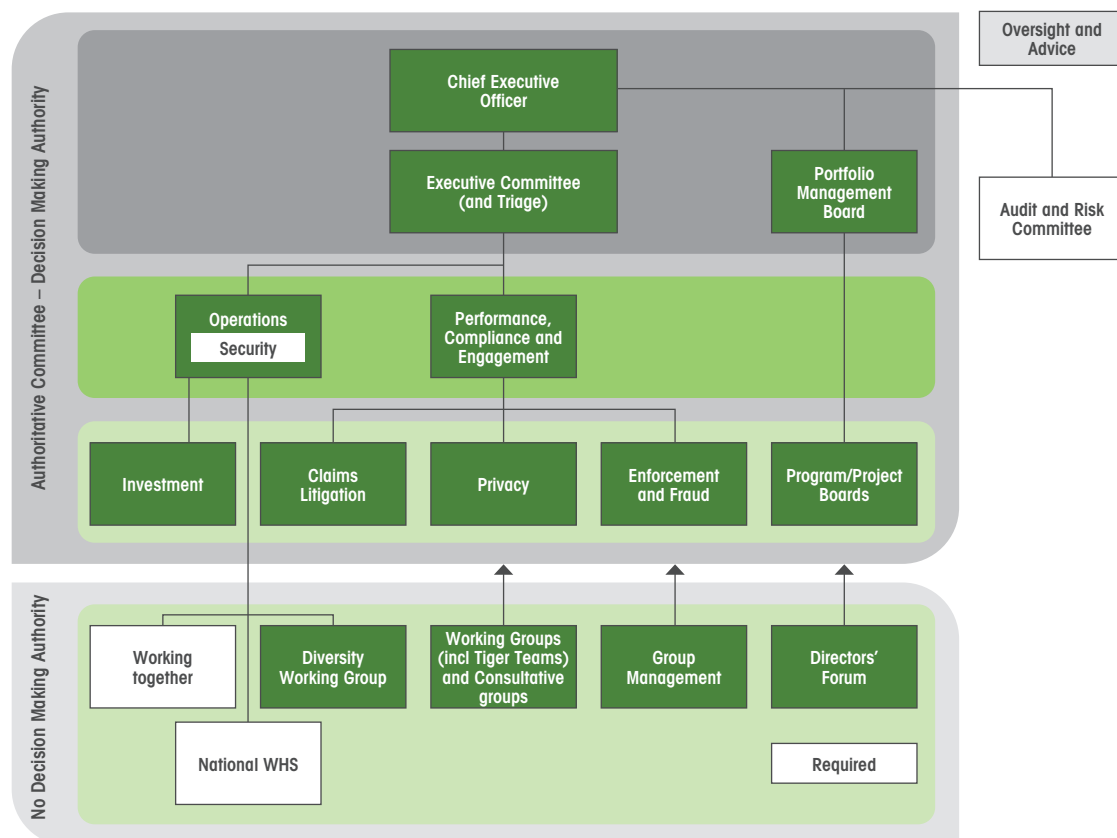 Oversight and
Advice
Authoritative Committee – Decision Making Authority
Chief Executive
Officer
Executive Committee
(and Triage)
Portfolio
Management
Board
Audit and Risk
Committee
Operations
Security
Performance,
Compliance and
Engagement
Investment
Claims
Litigation
Privacy
Enforcement
and Fraud
Program/Project
Boards
No Decision Making Authority
Working
together
Diversity
Working Group
Working Groups
(incl Tiger Teams)
and Consultative
groups
Group
Management
Directors’
Forum
National WHS
Required